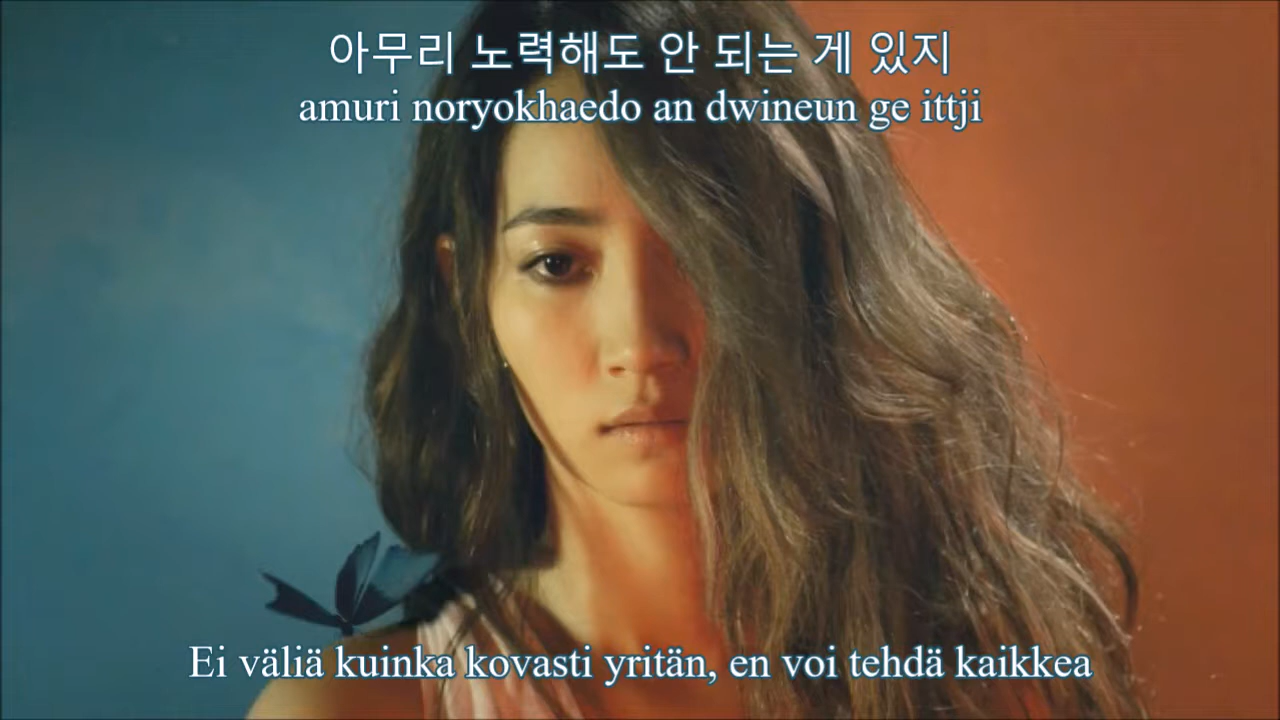 아무리 노력해도 안 되는 게 있지
amuri noryokhaedo an dwineun ge ittji
Ei väliä kuinka kovasti yritän, en voi tehdä kaikkea